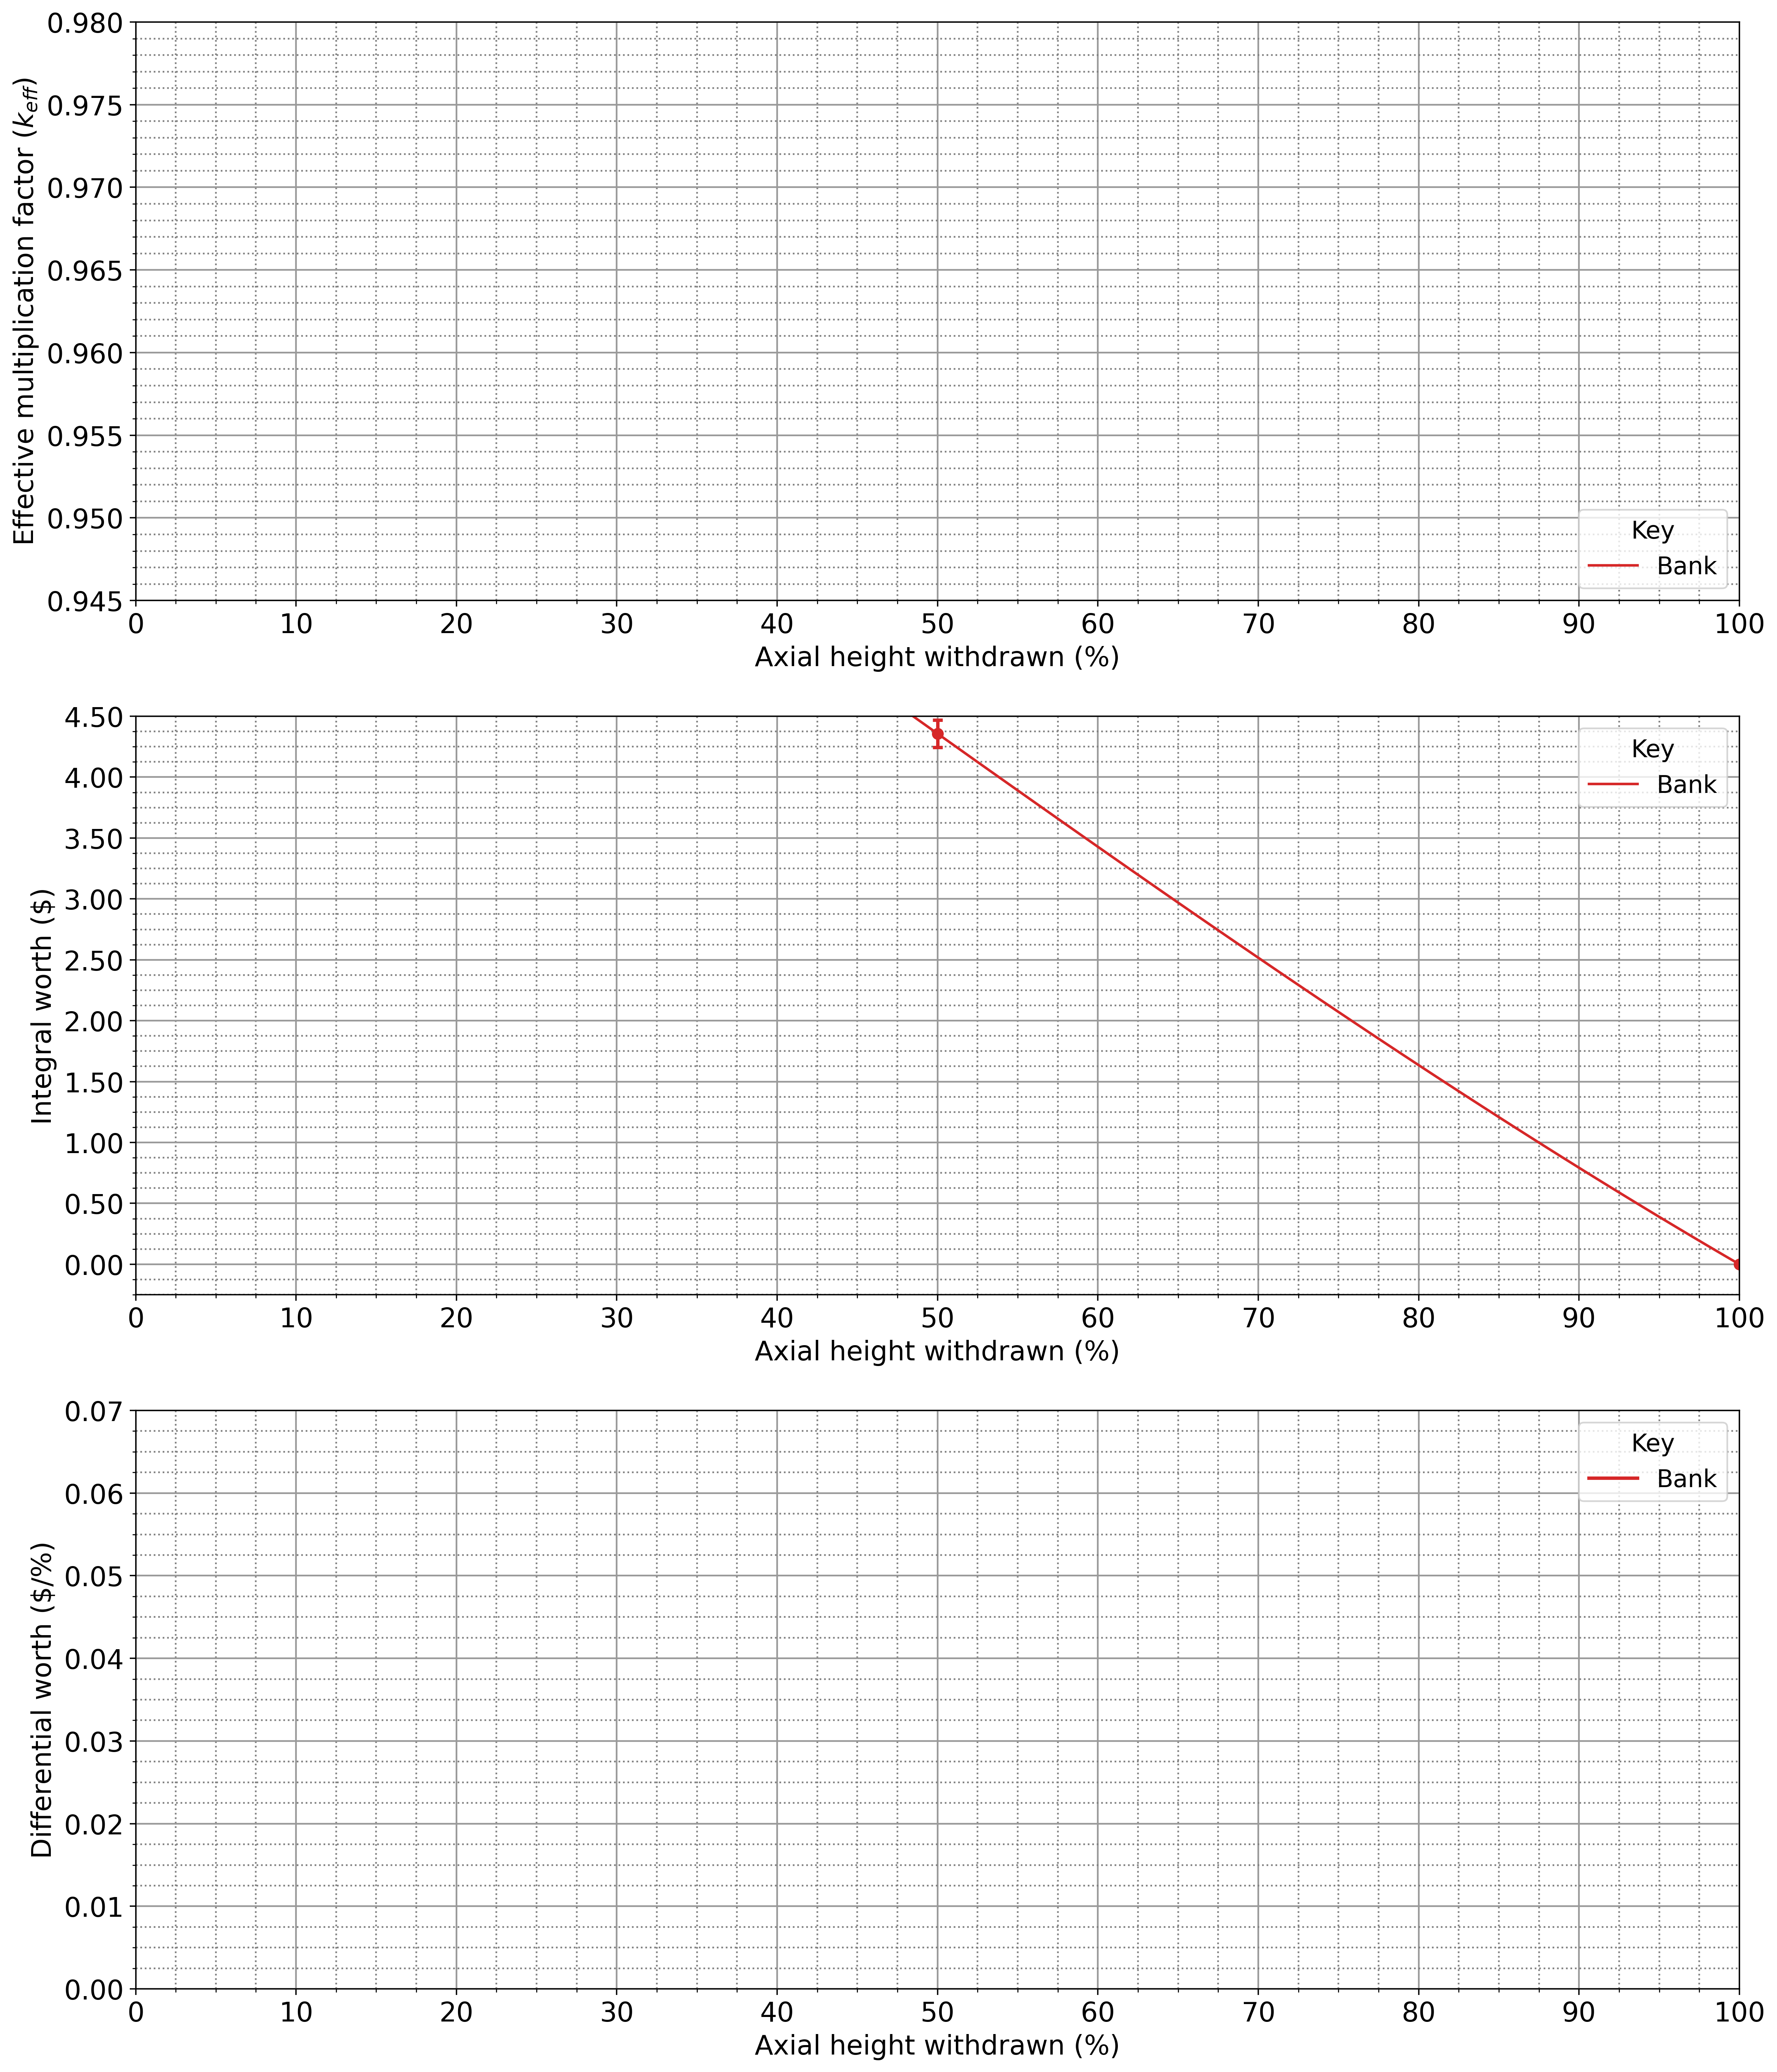 0.980
0.975
0.970
0.965
0.960
0.955
0.950
0.945
Effective multiplication factor (k_eff)
Key
Bank
0 10 20 30 40 50 60 70 80 90 100
Axial height withdrawn (%)
4.50
4.00
3.50
3.00
2.50
2.00
1.50
1.00
0.50
0.00
Integral worth ($)
Key
Bank
0 10 20 30 40 50 60 70 80 90 100
Axial height withdrawn (%)
0.07
0.06
0.05
0.04
0.03
0.02
0.01
0.00
Differential worth ($/%)
Key
Bank
0 10 20 30 40 50 60 70 80 90 100
Axial height withdrawn (%)